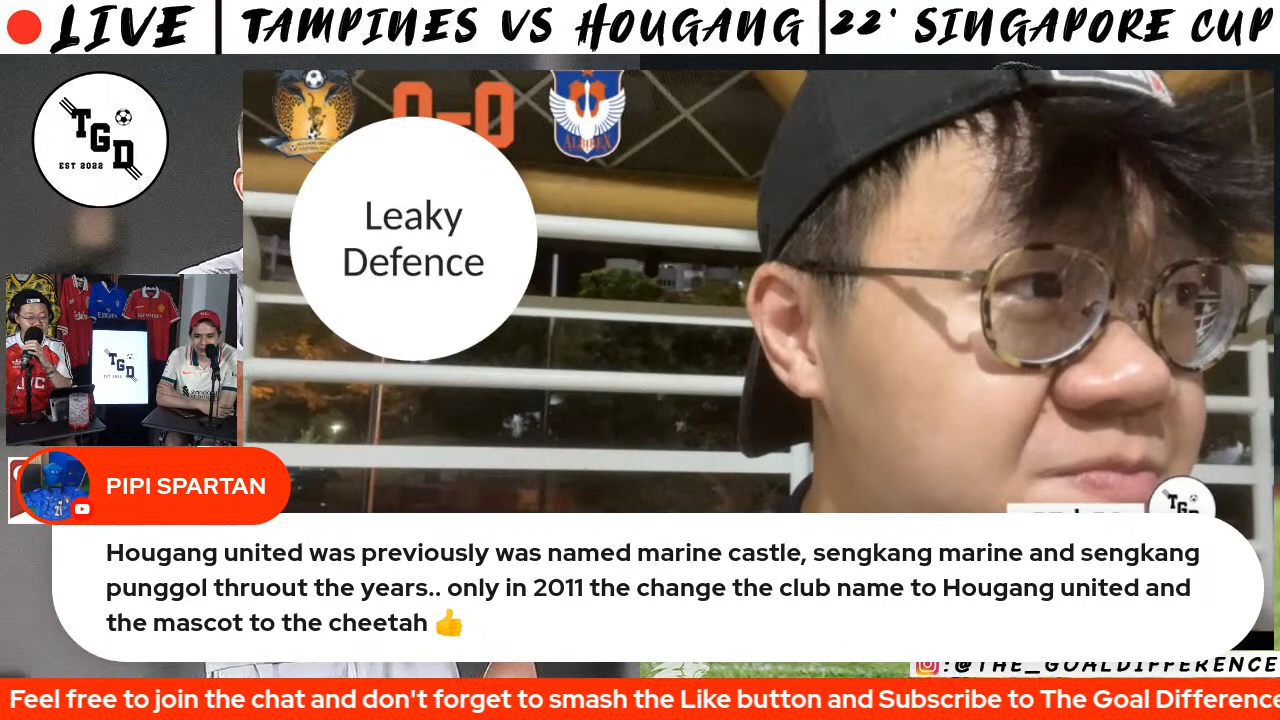 LIVE | TAMPINES VS HOUGANG | 22' SINGAPORE CUP
TGD
EST 2022
0-0
ALBIREX
Leaky
Defence
TGD
PIPI SPARTAN
Hougang united was previously was named marine castle, sengkang marine and sengkang
punggol thruout the years.. only in 2011 the change the club name to Hougang united and
the mascot to the cheetah 👍
:@THE_GOALDIFFERENCE
Feel free to join the chat and don't forget to smash the Like button and Subscribe to The Goal Difference